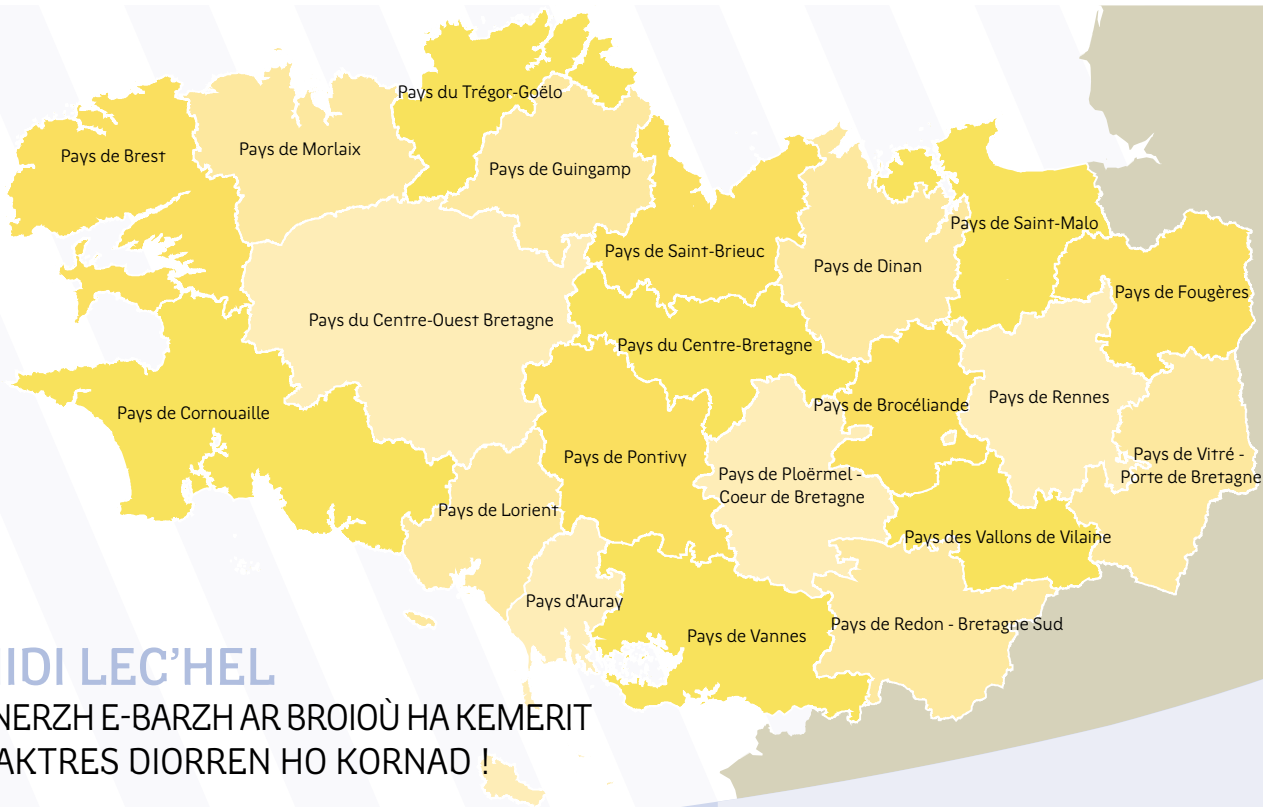 Pays du Trégor-Goëlo
Pays de Brest
Pays de Morlaix
Pays de Guingamp
Pays de Saint-Malo
Pays de Saint-Brieuc
Pays de Dinan
Pays de Fougères
Pays du Centre-Ouest Bretagne
Pays du Centre-Bretagne
Pays de Cornouaille
Pays de Brocéliande
Pays de Rennes
Pays de Pontivy
Pays de Ploërmel -
Coeur de Bretagne
Pays de Vitré -
Porte de Bretagne
Pays de Lorient
Pays des Vallons de Vilaine
Pays d'Auray
Pays de Vannes
Pays de Redon - Bretagne Sud
IDI LEC'HEL
NERZH E-BARZH AR BROIOÙ HA KEMERIT
AKTRES DIORREN HO KORNAD !